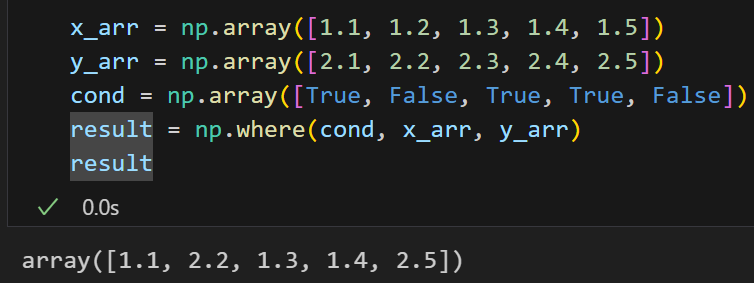 x_arr = np.array([1.1, 1.2, 1.3, 1.4, 1.5])
y_arr = np.array([2.1, 2.2, 2.3, 2.4, 2.5])
cond = np.array([True, False, True, True, False])
result = np.where(cond, x_arr, y_arr)
result
0.0s
array([1.1, 2.2, 1.3, 1.4, 2.5])